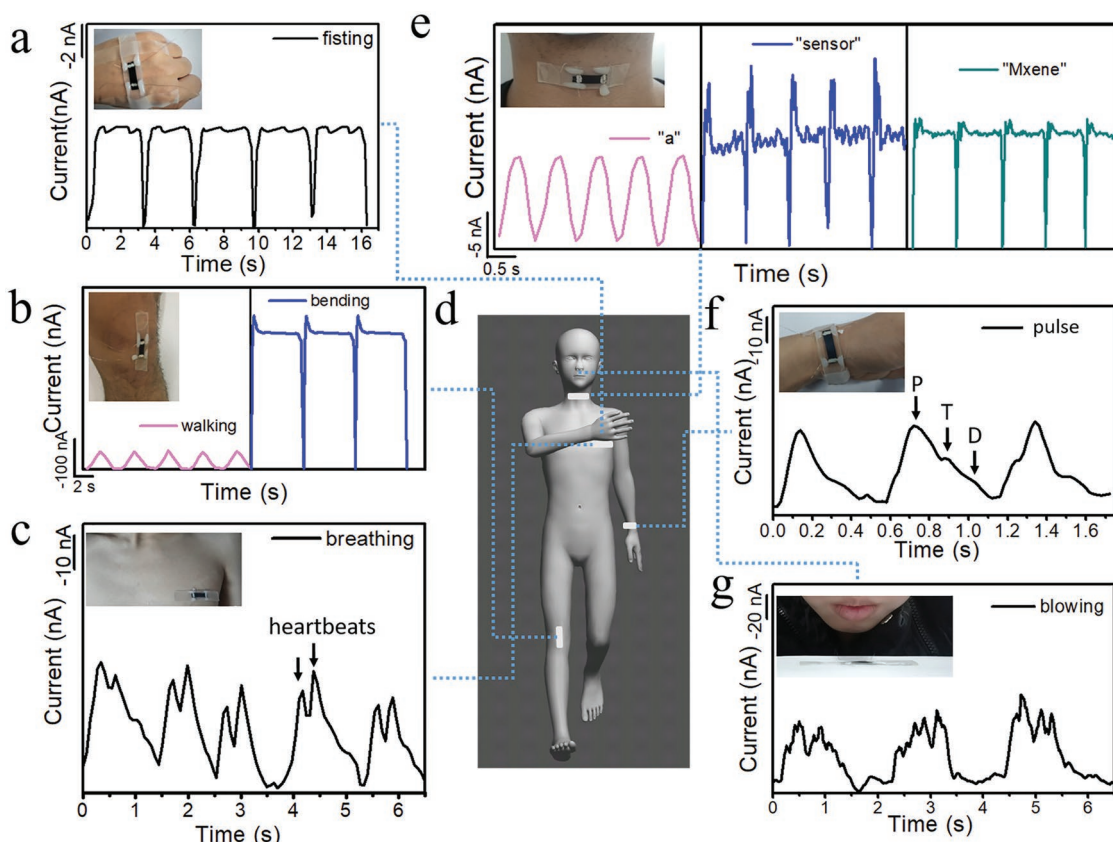 a
-2 nA
fisting
Current(nA)
0 2 4 6 8 10 12 14 16
Time (s)
e
"a"
"sensor"
"Mxene"
Current (nA)
-5 nA
0.5 s
Time (s)
b
bending
walking
Current (nA)
-100 nA
2 s
Time (s)
d
f
10 nA
pulse
P
T
D
Current (nA)
0.0 0.2 0.4 0.6 0.8 1.0 1.2 1.4 1.6
Time (s)
c
-10 nA
breathing
heartbeats
Current (nA)
0 1 2 3 4 5 6
Time (s)
g
-20 nA
blowing
Current (nA)
0 1 2 3 4 5 6
Time (s)